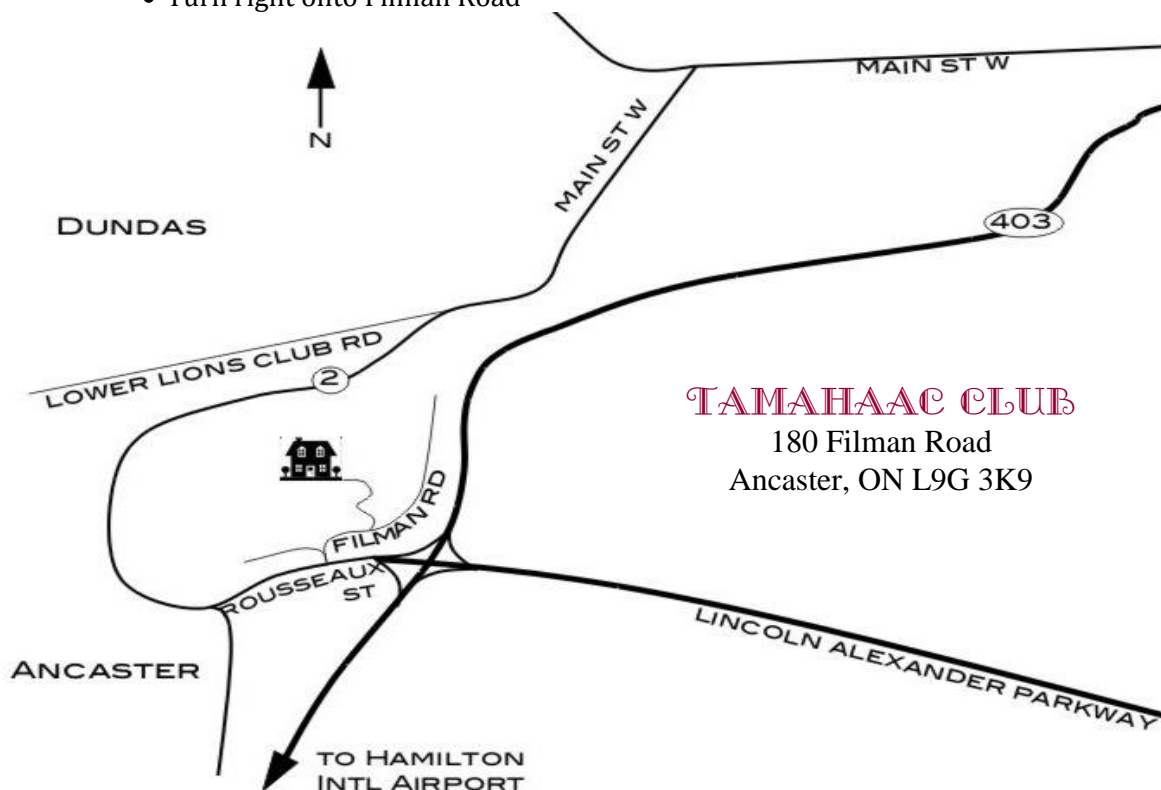 • Turn right onto Filman Road
MAIN ST W
N
MAIN ST W
DUNDAS
403
LOWER LIONS CLUB RD
2
TAMAHAAC CLUB
180 Filman Road
Ancaster, ON L9G 3K9
FILMAN RD
ROUSSEAUX
ST
LINCOLN ALEXANDER PARKWAY
ANCASTER
TO HAMILTON
INTL AIRPORT